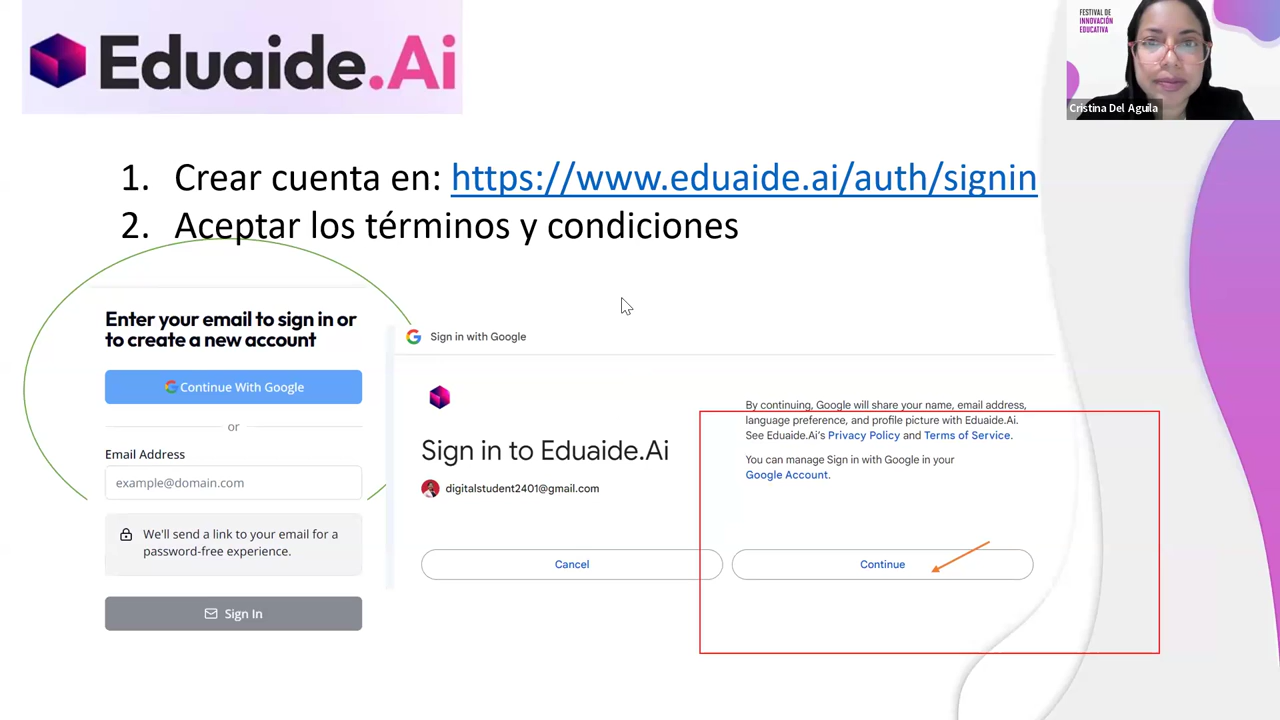 Eduaide.Ai
FESTIVAL DE
INNOVACIÓN
EDUCATIVA
Cristina Del Aguila
1. Crear cuenta en: https://www.eduaide.ai/auth/signin
2. Aceptar los términos y condiciones
Enter your email to sign in or
to create a new account
Continue With Google
or
Email Address
example@domain.com
We'll send a link to your email for a
password-free experience.
Sign In
Sign in with Google
Sign in to Eduaide.Ai
digitalstudent2401@gmail.com
By continuing, Google will share your name, email address,
language preference, and profile picture with Eduaide.Ai.
See Eduaide.Ai's Privacy Policy and Terms of Service.
You can manage Sign in with Google in your
Google Account.
Cancel
Continue